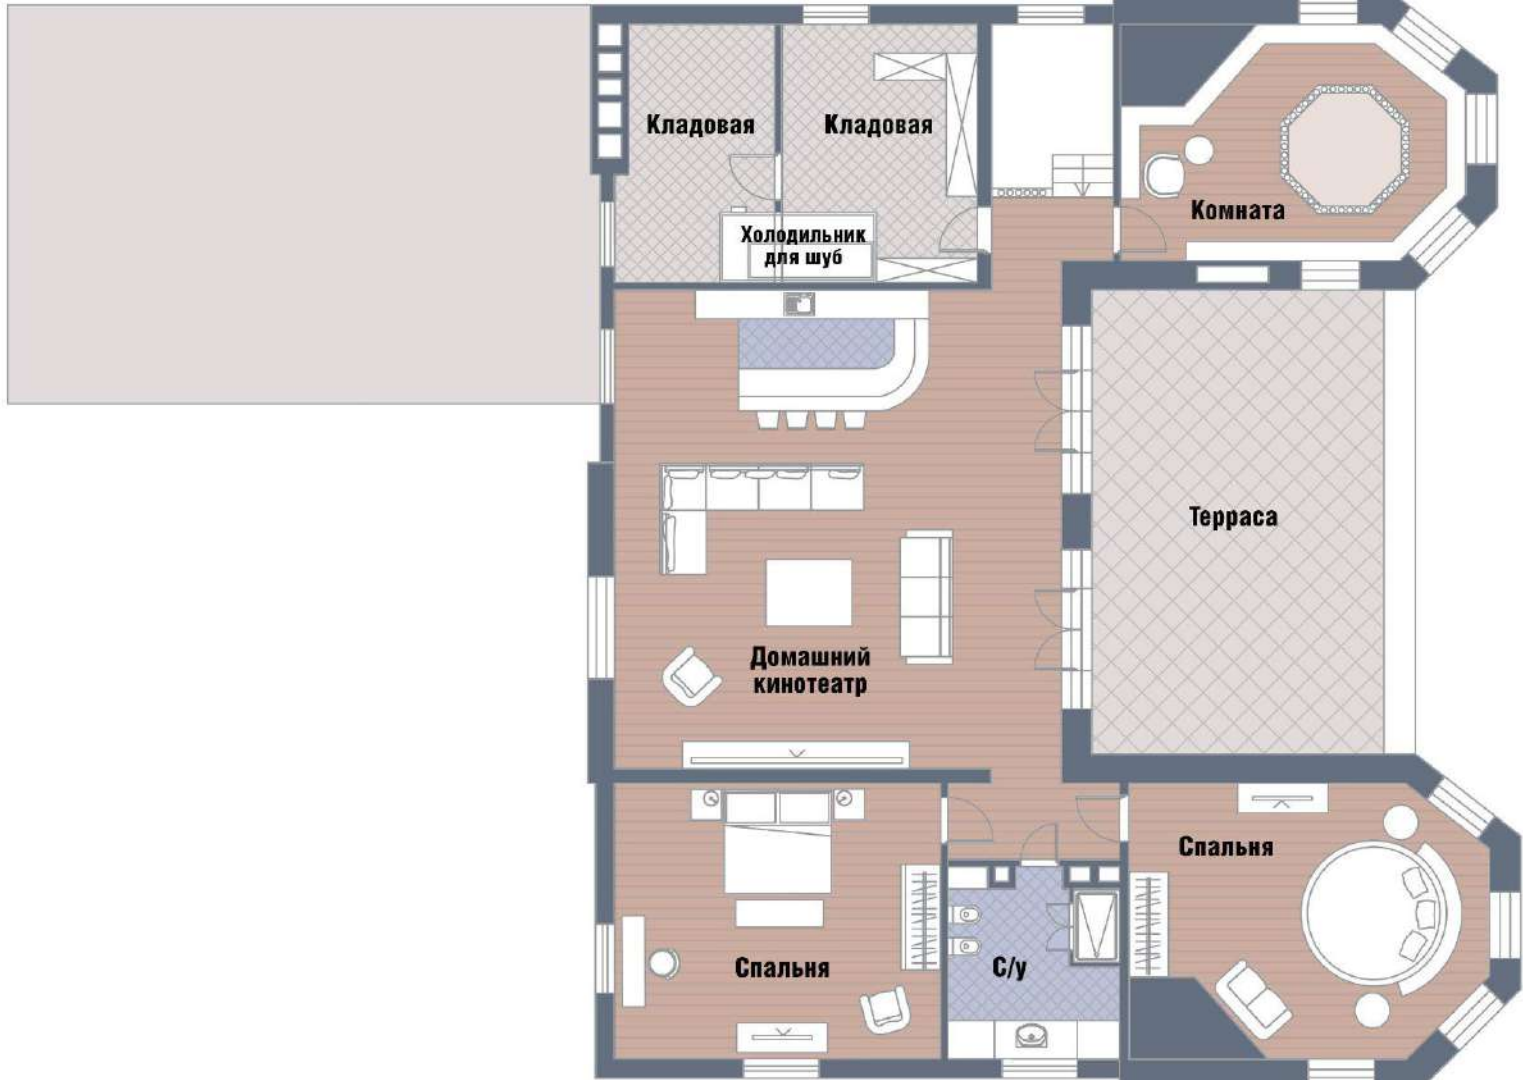 Кладовая
Кладовая
Комната
Холодильник
для шуб
Терраса
Домашний
кинотеатр
Спальня
Спальня
С/у